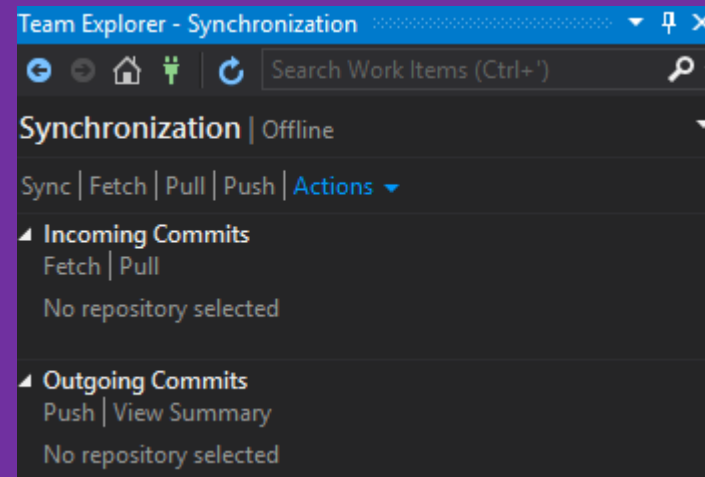 Team Explorer - Synchronization
Search Work Items (Ctrl+')
Synchronization | Offline
Sync | Fetch | Pull | Push | Actions
Incoming Commits
Fetch | Pull
No repository selected
Outgoing Commits
Push | View Summary
No repository selected